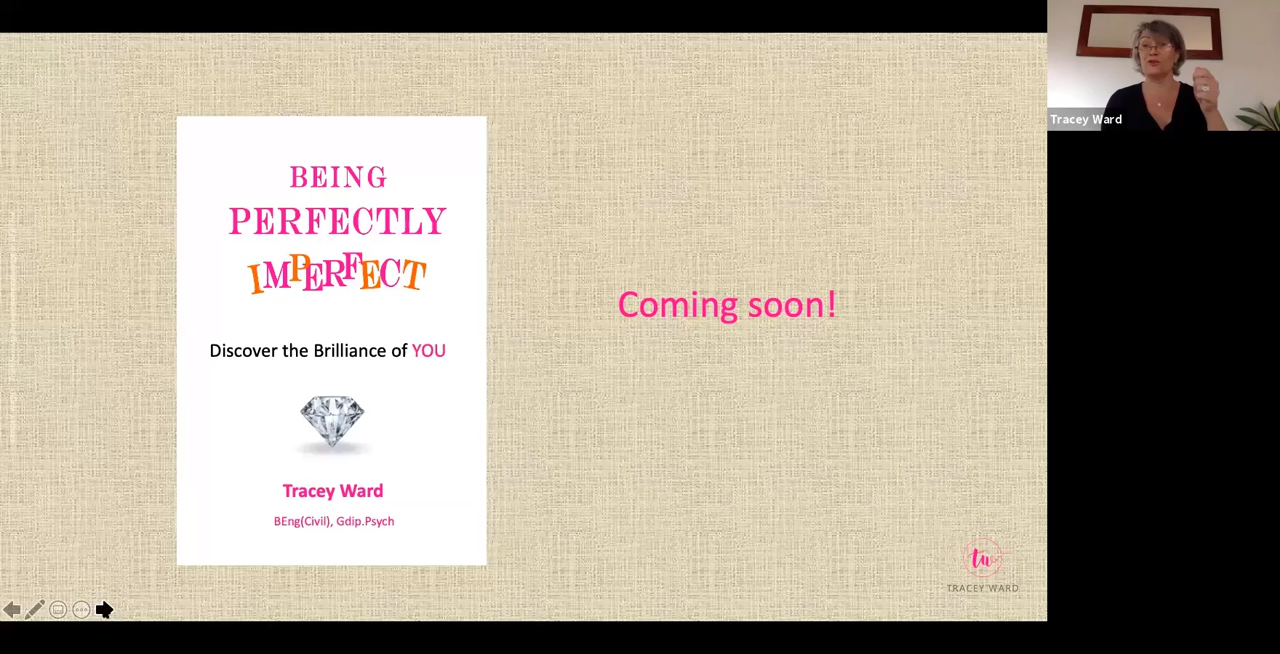 BEING
PERFECTLY
IMPERFECT
Discover the Brilliance of YOU
Tracey Ward
BEng(Civil), Gdip.Psych
Coming soon!
tw
TRACEY WARD
Tracey Ward